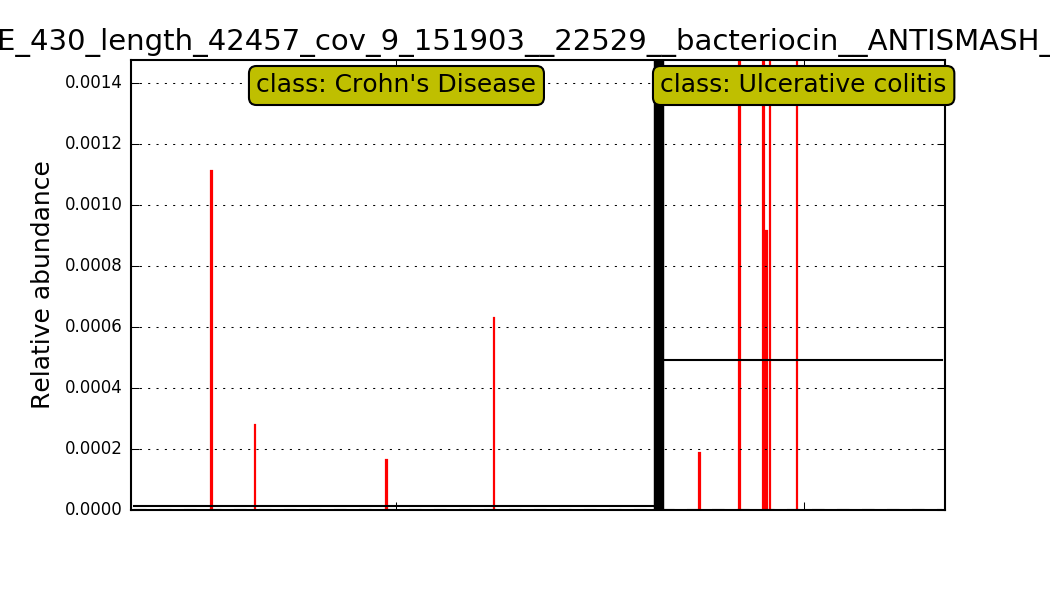 E_430_length_42457_cov_9_151903__22529__bacteriocin__ANTISMASH_
class: Crohn's Disease
class: Ulcerative colitis
Relative abundance
0.0014
0.0012
0.0010
0.0008
0.0006
0.0004
0.0002
0.0000